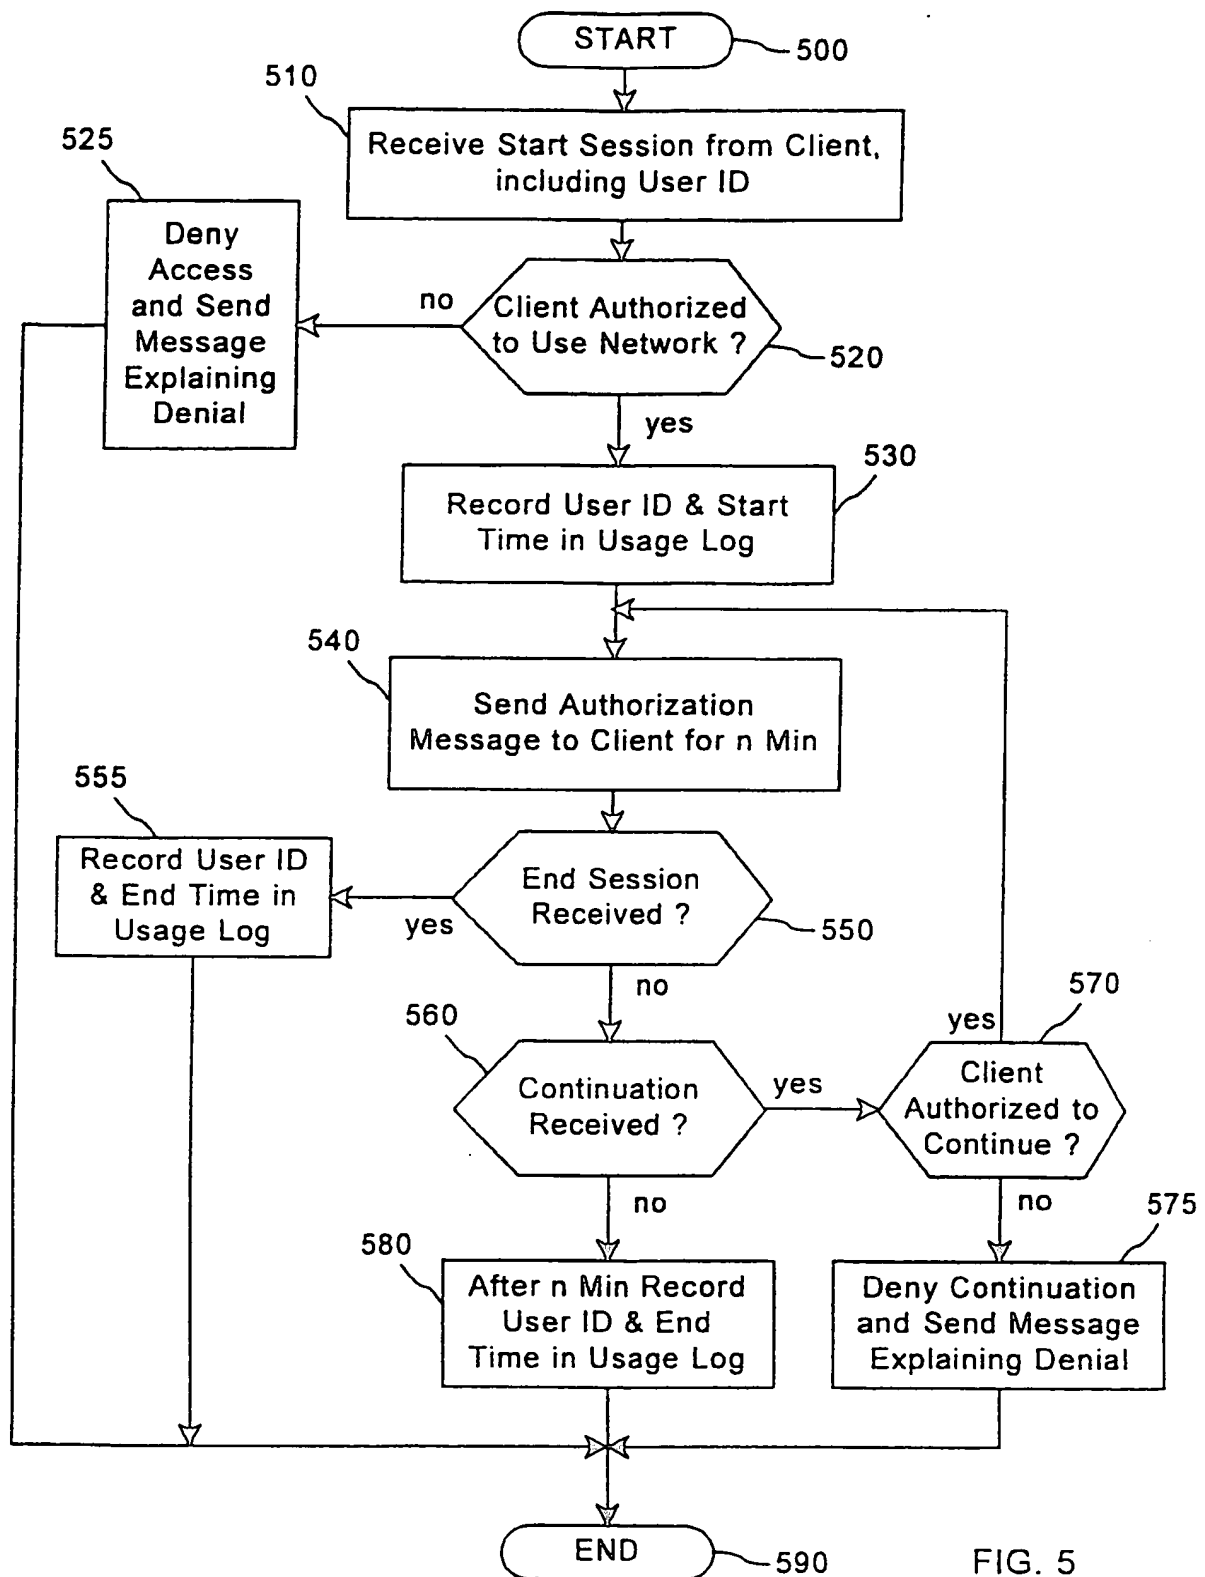 START
500
510
Receive Start Session from Client,
including User ID
525
Deny
Access
and Send
Message
Explaining
Denial
no
Client Authorized
to Use Network ?
520
yes
530
Record User ID & Start
Time in Usage Log
540
Send Authorization
Message to Client for n Min
555
Record User ID
& End Time in
Usage Log
yes
End Session
Received ?
550
no
560
Continuation
Received ?
yes
570
yes
Client
Authorized to
Continue ?
no
no
575
580
After n Min Record
User ID & End
Time in Usage Log
Deny Continuation
and Send Message
Explaining Denial
END
590
FIG. 5